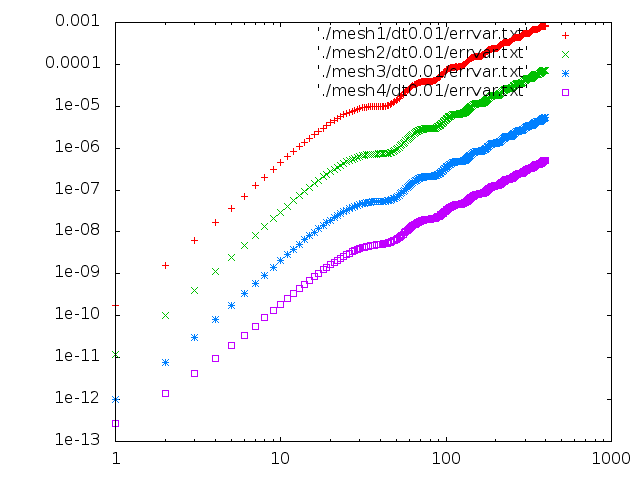 0.001
'./mesh1/dt0.01/errvar.txt'
'./mesh2/dt0.01/errvar.txt'
0.0001
'./mesh3/dt0.01/errvar.txt'
'./mesh4/dt0.01/errvar.txt'
1e-05
1e-06
1e-07
1e-08
1e-09
1e-10
1e-11
1e-12
1e-13
1 10 100 1000